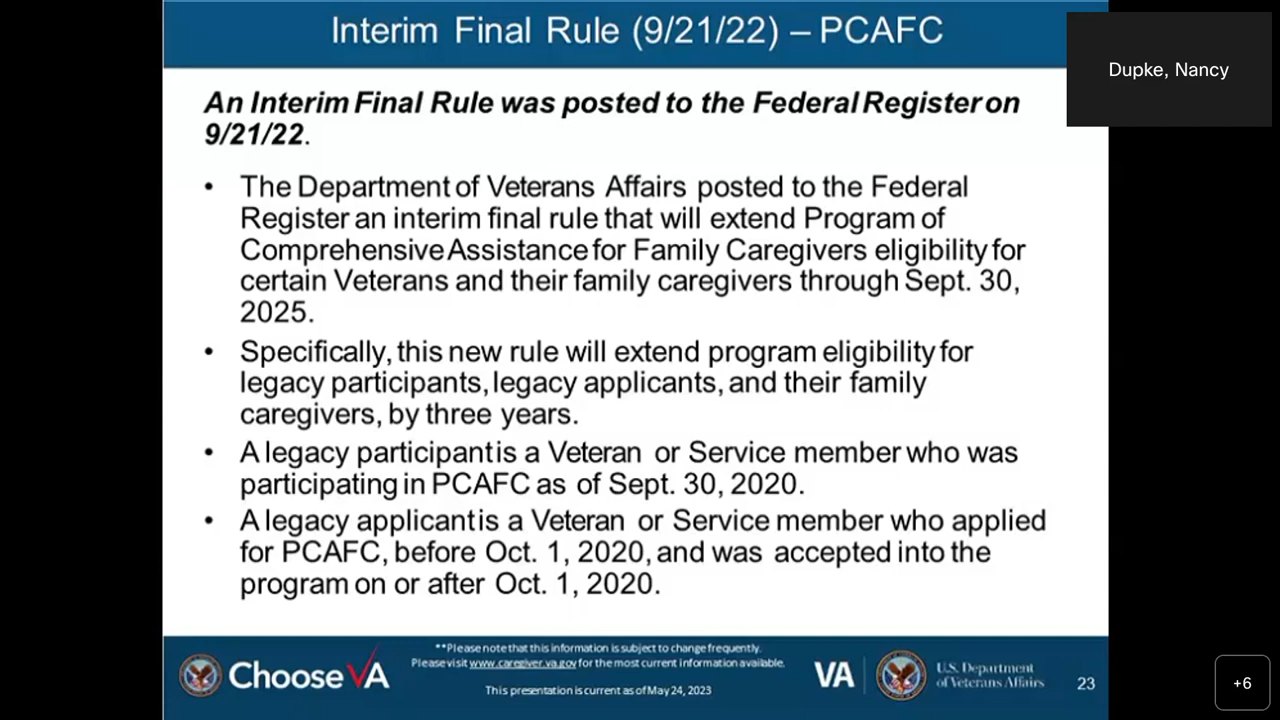 Interim Final Rule (9/21/22) – PCAFC
Dupke, Nancy
An Interim Final Rule was posted to the Federal Register on
9/21/22.
• The Department of Veterans Affairs posted to the Federal
Register an interim final rule that will extend Program of
Comprehensive Assistance for Family Caregivers eligibility for
certain Veterans and their family caregivers through Sept. 30,
2025.
• Specifically, this new rule will extend program eligibility for
legacy participants, legacy applicants, and their family
caregivers, by three years.
• A legacy participant is a Veteran or Service member who was
participating in PCAFC as of Sept. 30, 2020.
• A legacy applicant is a Veteran or Service member who applied
for PCAFC, before Oct. 1, 2020, and was accepted into the
program on or after Oct. 1, 2020.
**Please note that this information is subject to change frequently.
Please visit www.caregiver.va.gov for the most current information available.
This presentation is current as of May 24, 2023
Choose VA
VA
U.S. Department
of Veterans Affairs
23
+6